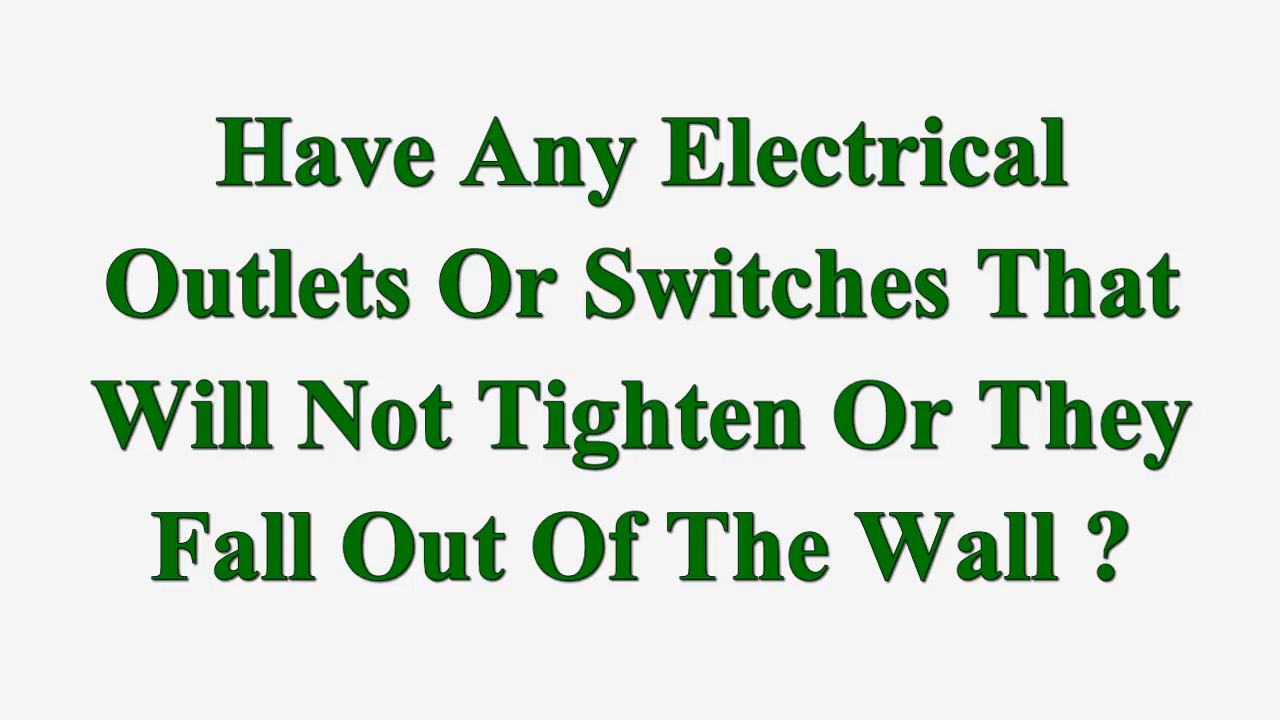 Have Any Electrical
Outlets Or Switches That
Will Not Tighten Or They
Fall Out Of The Wall ?